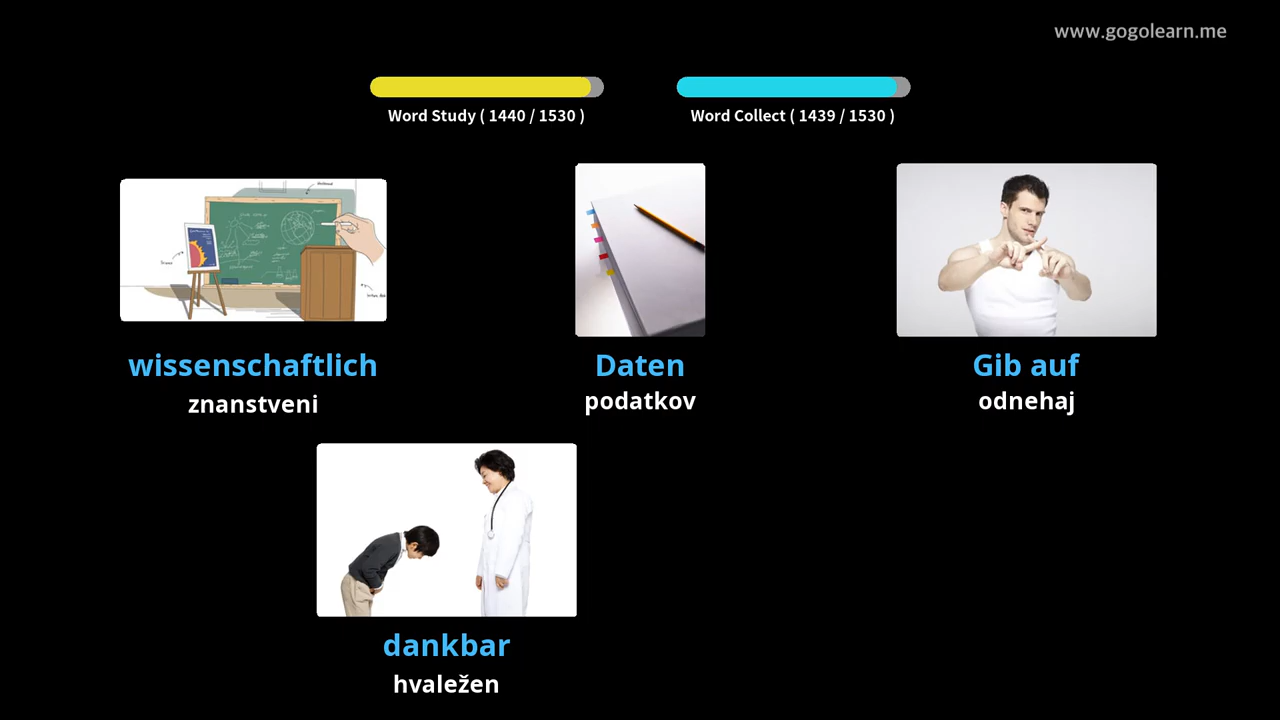 www.gogolearn.me
Word Study ( 1440 / 1530 )
Word Collect ( 1439 / 1530 )
wissenschaftlich
znanstveni
Daten
podatkov
Gib auf
odnehaj
dankbar
hvaležen